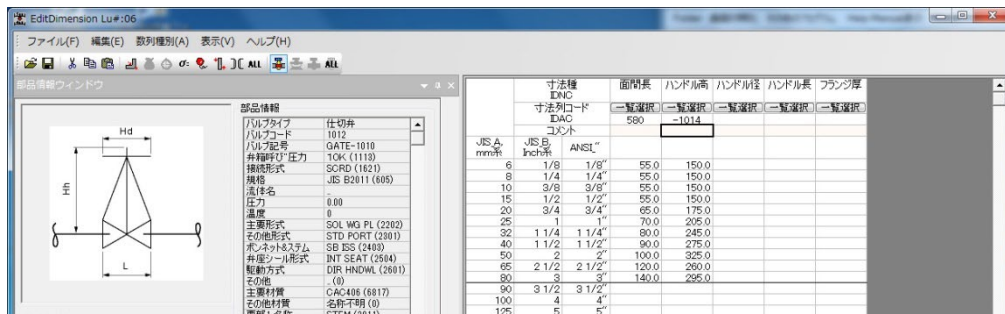 EditDimension Lu#:06
ファイル(F) 編集(E) 数列種別(A) 表示(V) ヘルプ(H)
ALL ALL
部品情報ウィンドウ
Hd
Hh
L
部品情報
バルブタイプ 仕切弁
バルブコード 1012
バルブ記号 GATE-1010
弁箱呼び圧力 10K (1113)
接続形式 SCRD (1621)
規格 JIS B2011 (605)
流体名 .
圧力 0.00
温度 0
主要形式 SOL WG PL (2202)
その他形式 STD PORT (2301)
ボンネット&ステム SB ISS (2403)
弁座シール形式 INT SEAT (2504)
駆動方式 DIR HNDWL (2601)
その他 . (0)
主要材質 CAC406 (6817)
その他材質 名称不明 (0)
寸法種 面間長 ハンドル高 ハンドル径 ハンドル長 フランジ厚
IDNC
寸法列コード 一覧選択 一覧選択 一覧選択 一覧選択 一覧選択
IDAC 580 -1014
コメント
JIS_A, mm系 JIS_B, Inch系 ANSI_"
6 1/8 1/8" 55.0 150.0
8 1/4 1/4" 55.0 150.0
10 3/8 3/8" 55.0 150.0
15 1/2 1/2" 55.0 150.0
20 3/4 3/4" 65.0 175.0
25 1 1" 70.0 205.0
32 1 1/4 1 1/4" 80.0 245.0
40 1 1/2 1 1/2" 90.0 275.0
50 2 2" 100.0 325.0
65 2 1/2 2 1/2" 120.0 260.0
80 3 3" 140.0 295.0
90 3 1/2 3 1/2"
100 4 4"
125 5 5"